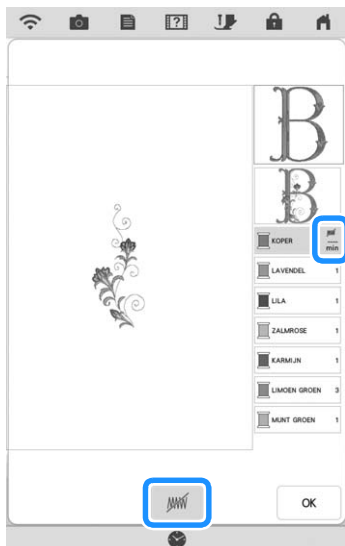 B
B
KOPER min
LAVENDEL 1
LILA 1
ZALMROSE 1
KARMIJN 1
LIMOEN GROEN 3
MUNT GROEN 1
OK